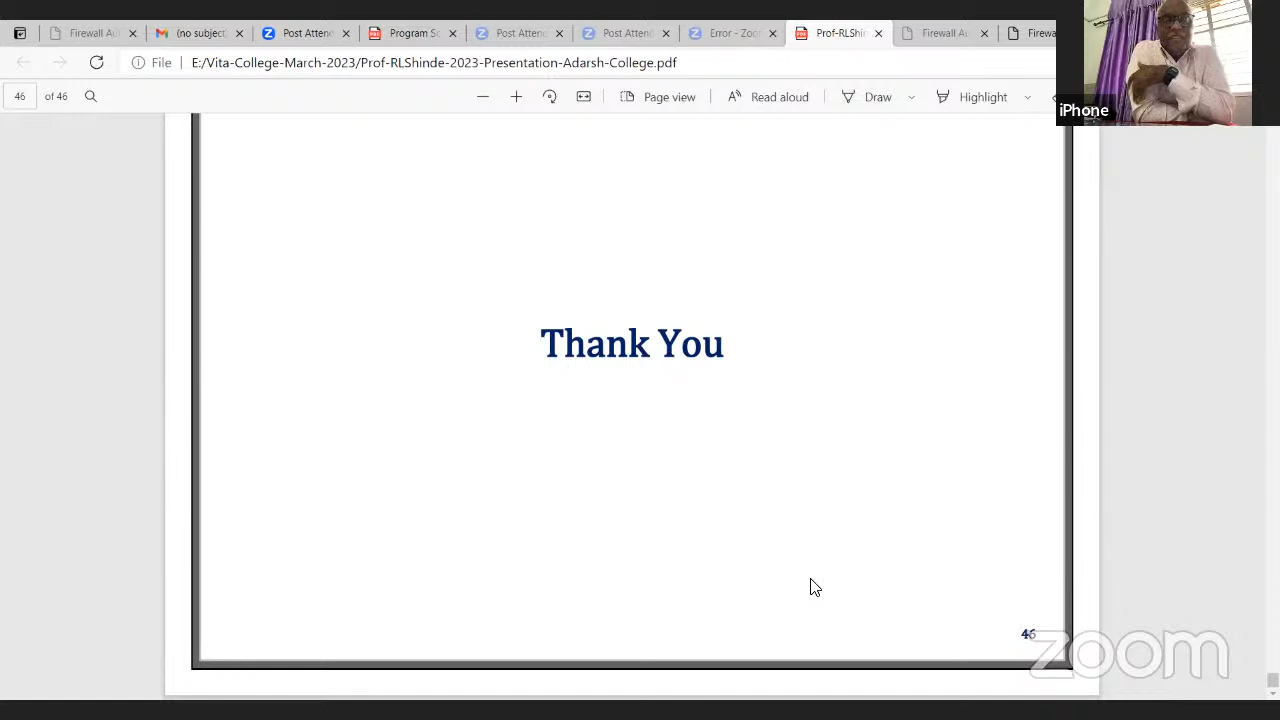 Firewall Au
(no subject
Post Atten
Program Sc
Post Attend
Post Attend
Error - Zoo
Prof-RLShin
Firewall Au
Firewa
File
E:/Vita-College-March-2023/Prof-RLShinde-2023-Presentation-Adarsh-College.pdf
46 of 46
Page view
Read aloud
Draw
Highlight
iPhone
Thank You
46
zoom